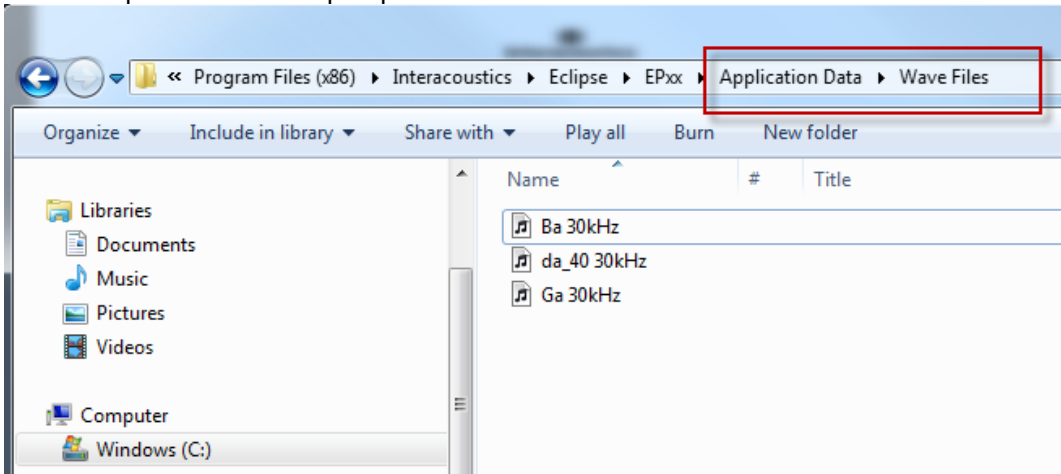 « Program Files (x86) ▸ Interacoustics ▸ Eclipse ▸ EPxx ▸ Application Data ▸ Wave Files
Organize ▾ Include in library ▾ Share with ▾ Play all Burn New folder
Name # Title
Libraries
Documents
Music
Pictures
Videos
Computer
Windows (C:)
Ba 30kHz
da_40 30kHz
Ga 30kHz